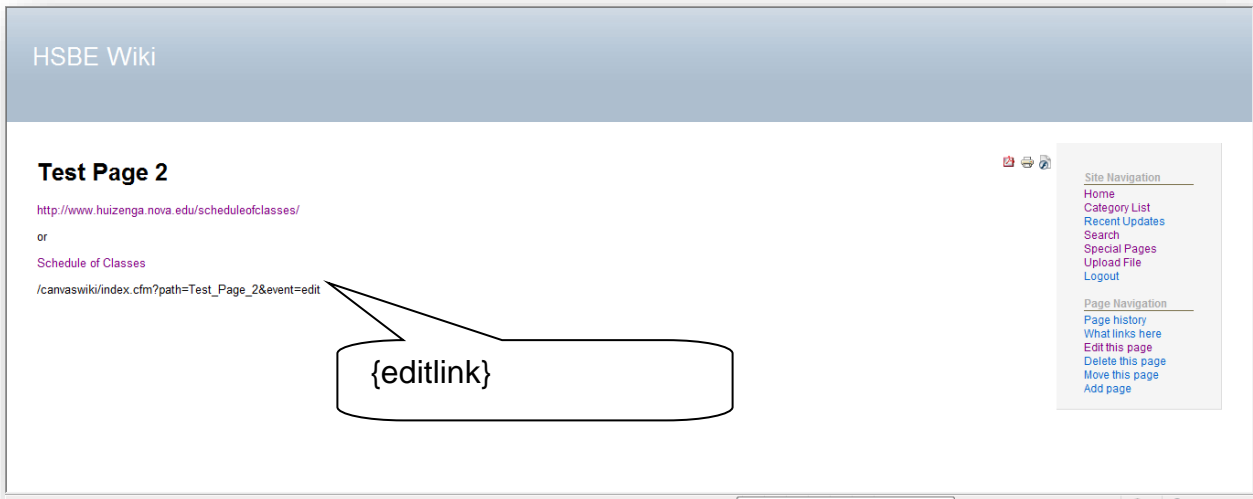 HSBE Wiki
Test Page 2
http://www.huizenga.nova.edu/scheduleofclasses/
or
Schedule of Classes
/canvaswiki/index.cfm?path=Test_Page_2&event=edit
{editlink}
Site Navigation
Home
Category List
Recent Updates
Search
Special Pages
Upload File
Logout
Page Navigation
Page history
What links here
Edit this page
Delete this page
Move this page
Add page